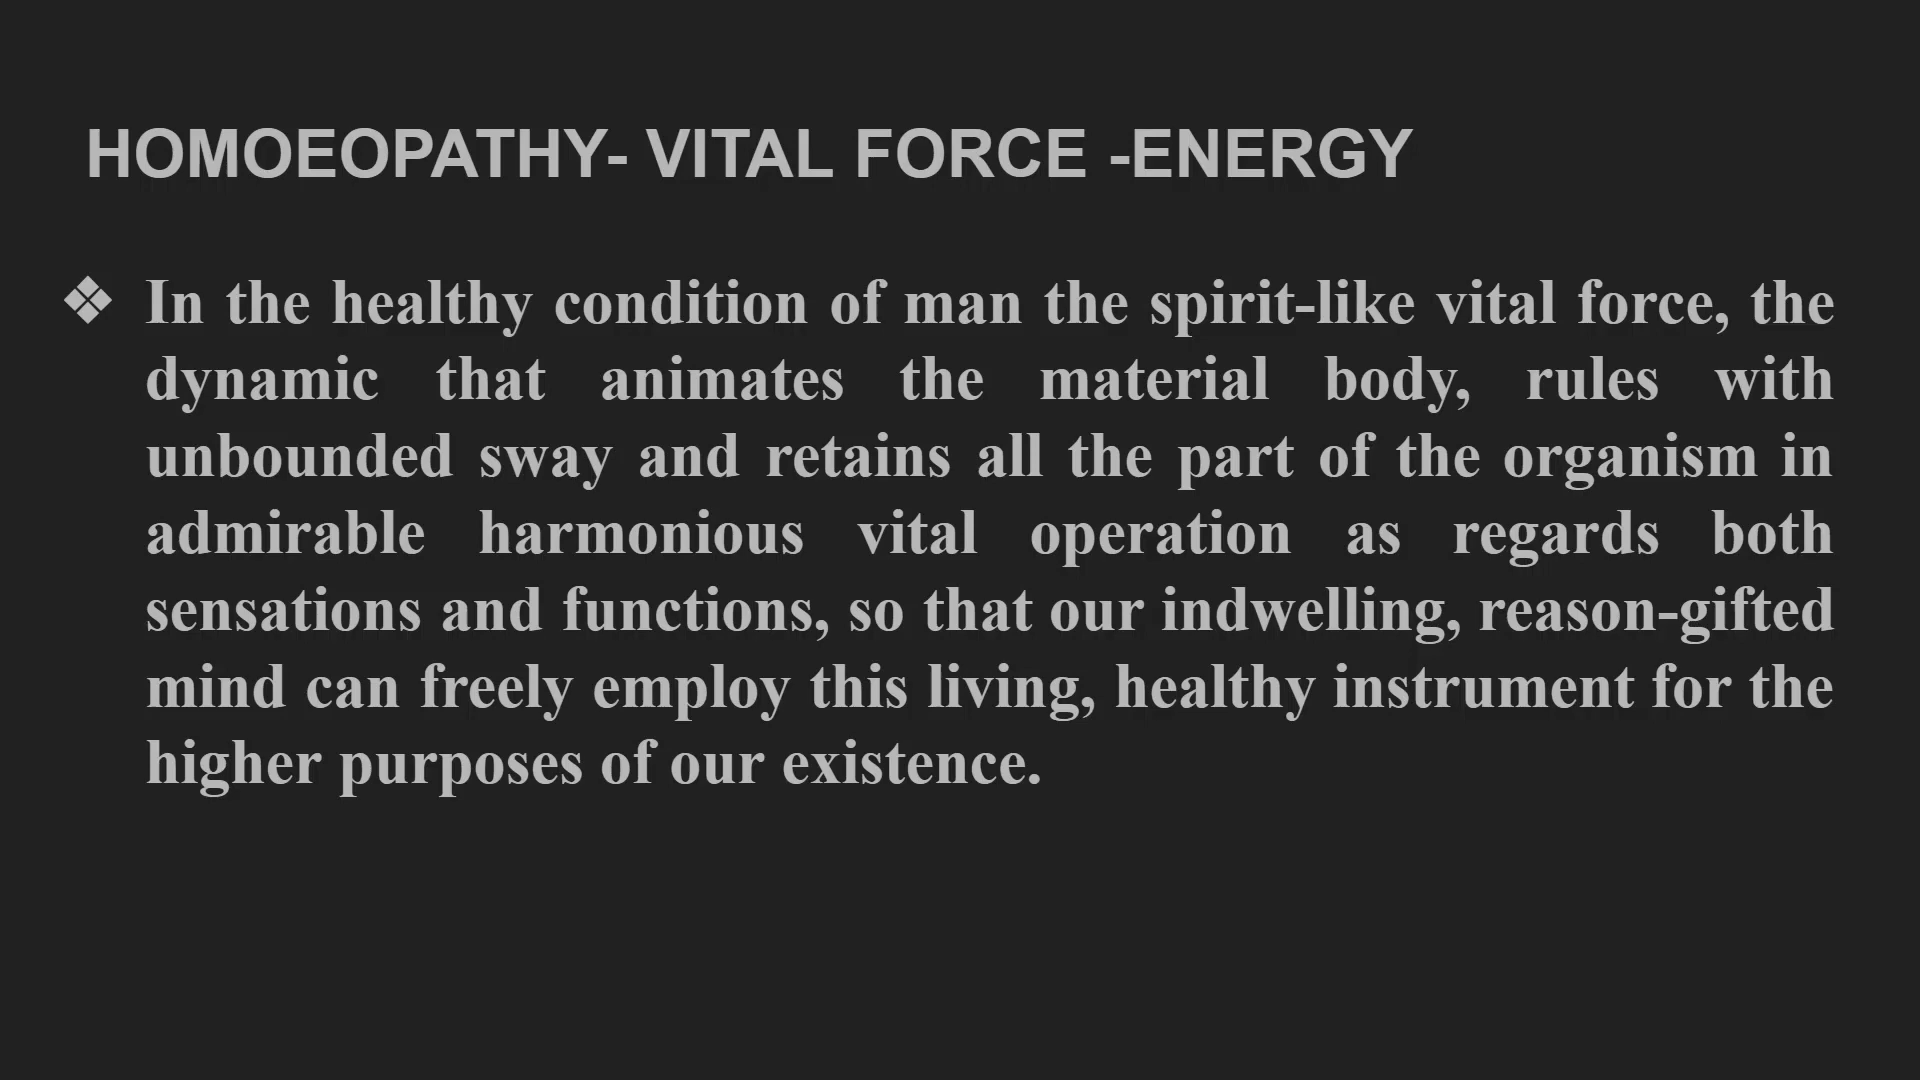 HOMOEOPATHY- VITAL FORCE -ENERGY
❖ In the healthy condition of man the spirit-like vital force, the
dynamic that animates the material body, rules with
unbounded sway and retains all the part of the organism in
admirable harmonious vital operation as regards both
sensations and functions, so that our indwelling, reason-gifted
mind can freely employ this living, healthy instrument for the
higher purposes of our existence.